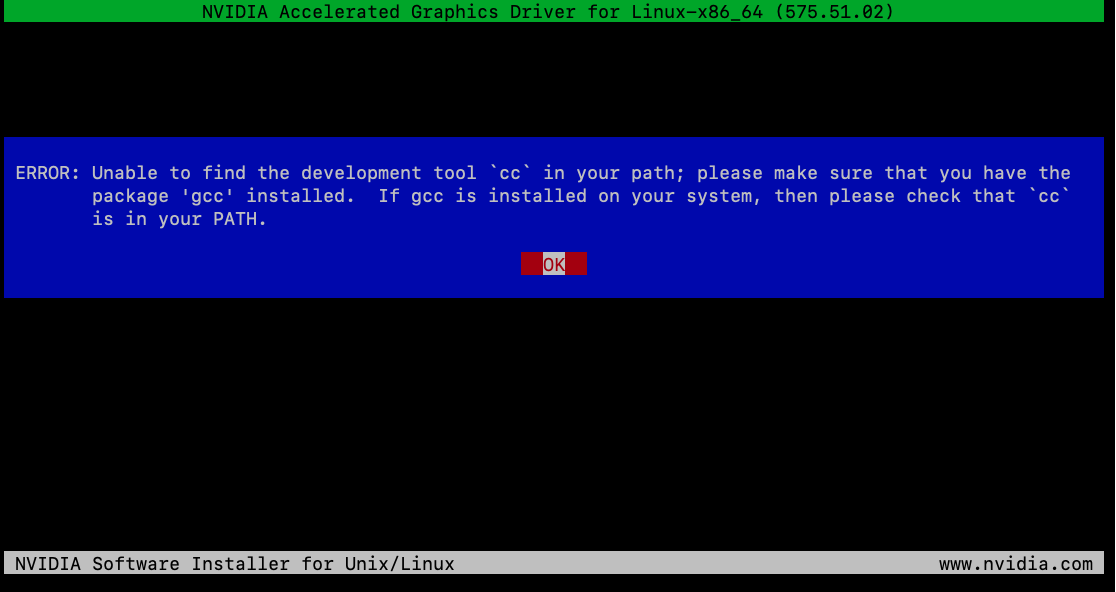 NVIDIA Accelerated Graphics Driver for Linux-x86_64 (575.51.02)
ERROR: Unable to find the development tool `cc` in your path; please make sure that you have the
package 'gcc' installed.  If gcc is installed on your system, then please check that `cc`
is in your PATH.
OK
NVIDIA Software Installer for Unix/Linux www.nvidia.com